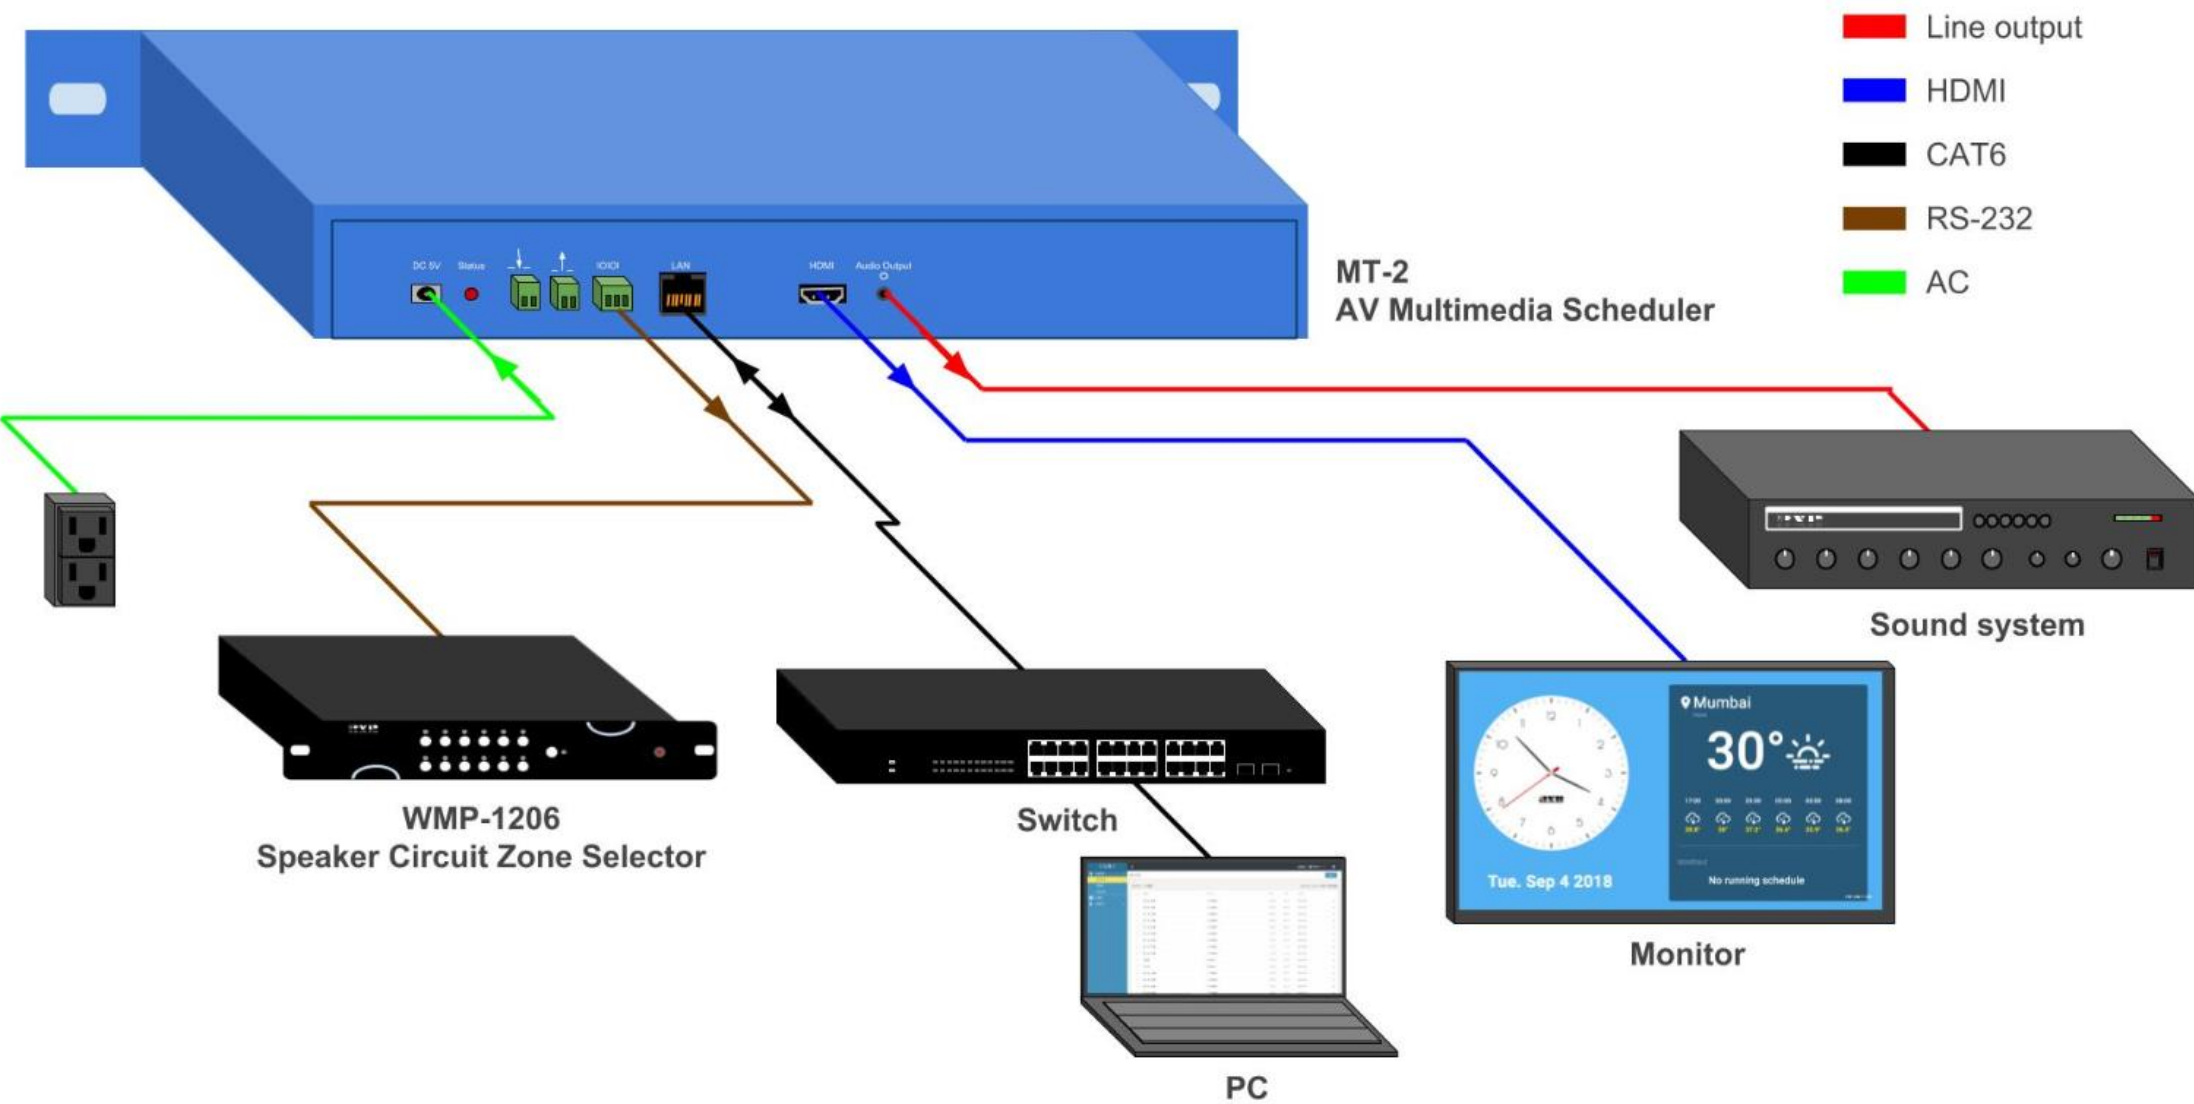 Line output
HDMI
CAT6
RS-232
AC
DC 5V
Status
IOIOI
LAN
HDMI
Audio Output
MT-2
AV Multimedia Scheduler
Sound system
WMP-1206
Speaker Circuit Zone Selector
Switch
Mumbai
30°
Tue. Sep 4 2018
No running schedule
Monitor
PC